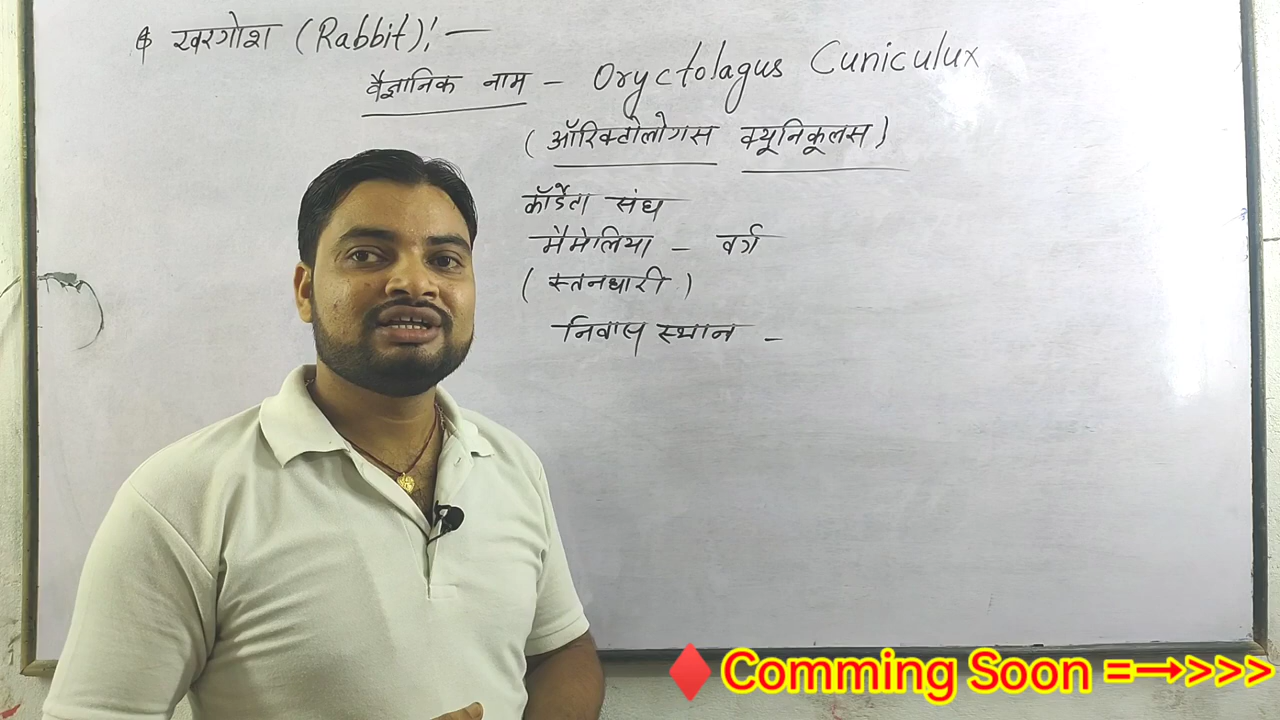 खरगोश (Rabbit):—
वैज्ञानिक नाम – Oryctolagus Cuniculux
(ऑरिक्टोलोगस क्यूनिकूलस)
कॉर्डेटा संघ
मैमेलिया – वर्ग
(स्तनधारी)
निवास स्थान –
♦Comming Soon =→>>>